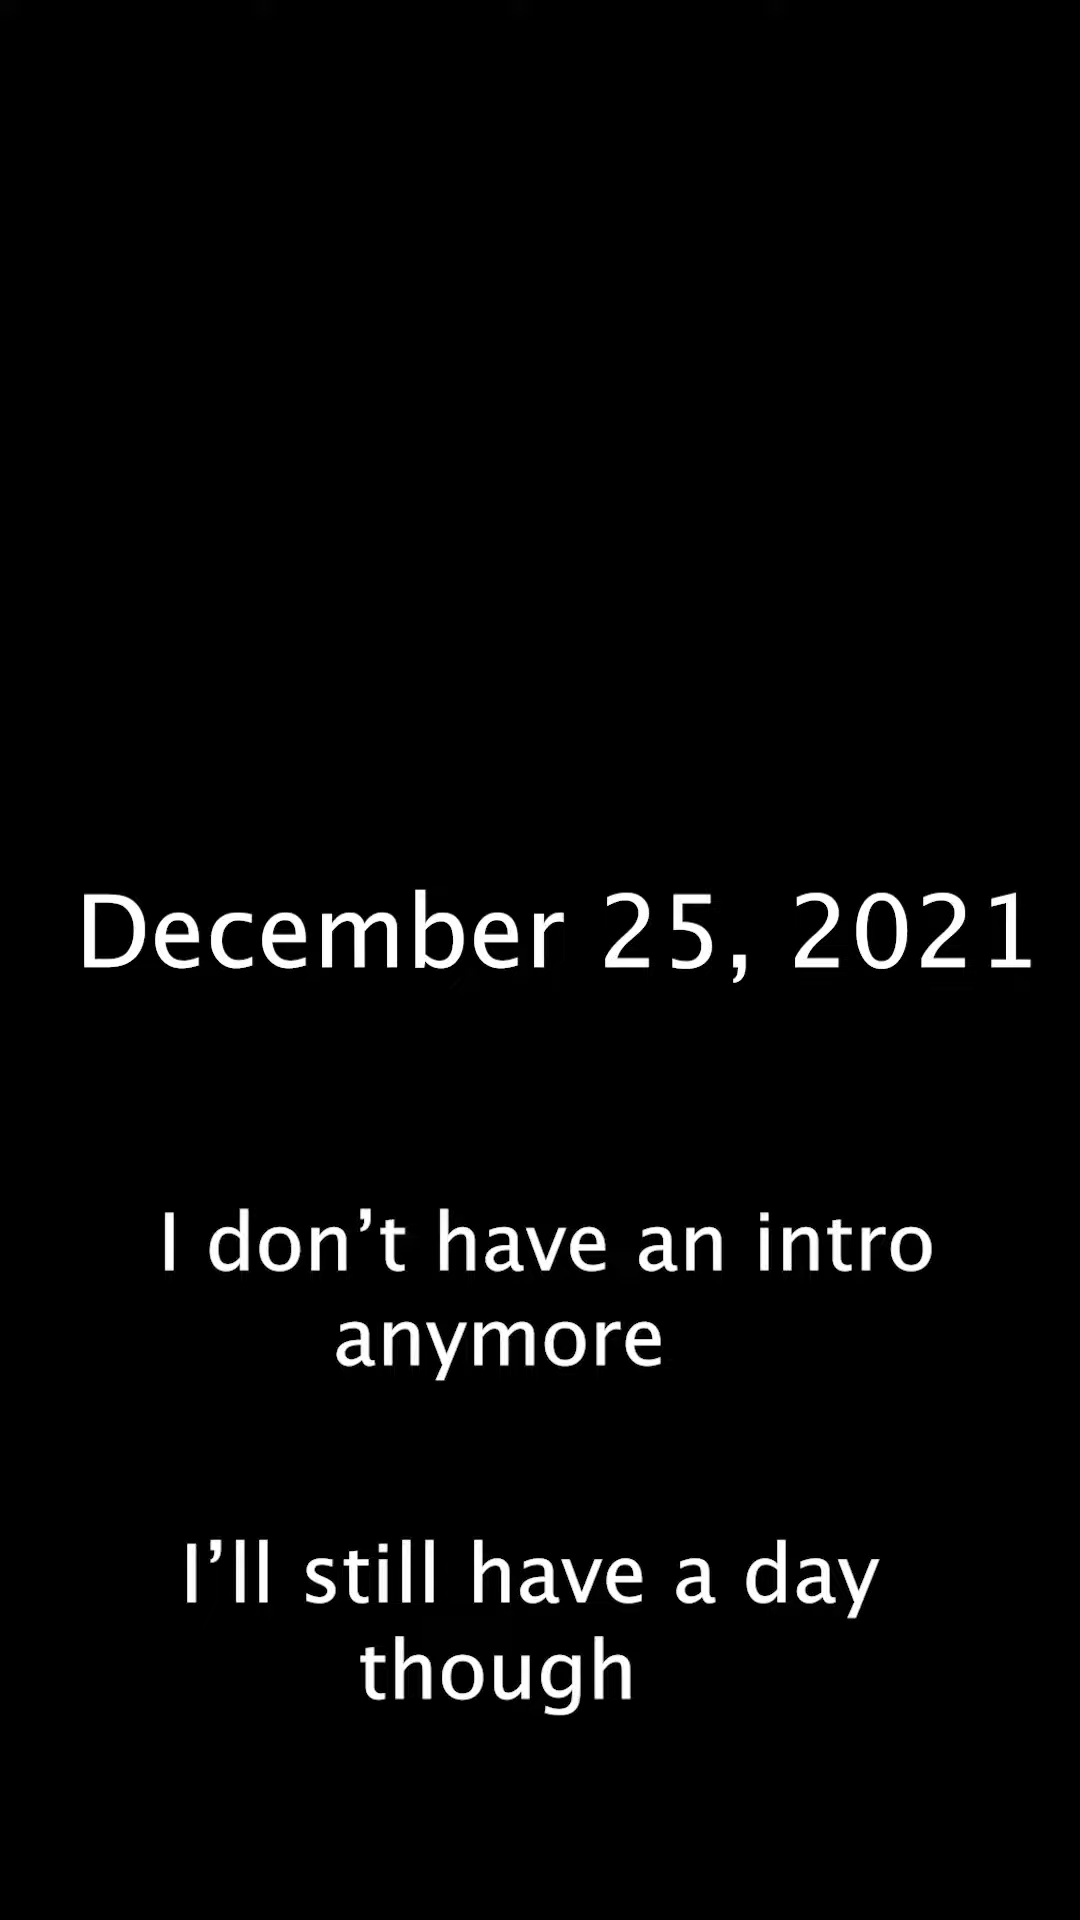 December 25, 2021
I don’t have an intro
anymore
I’ll still have a day
though